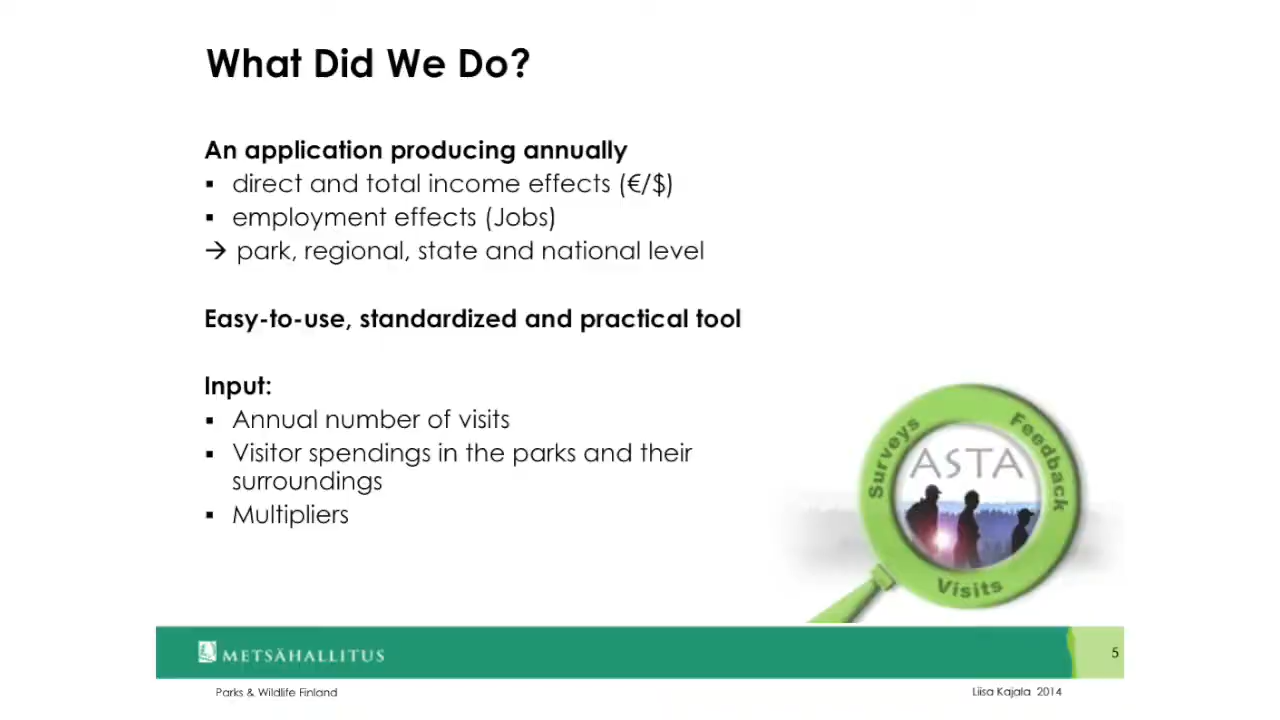 What Did We Do?
An application producing annually
▪ direct and total income effects (€/$)
▪ employment effects (Jobs)
→ park, regional, state and national level
Easy-to-use, standardized and practical tool
Input:
▪ Annual number of visits
▪ Visitor spendings in the parks and their
surroundings
▪ Multipliers
Surveys
Feedback
ASTA
Visits
METSÄHALLITUS
5
Parks & Wildlife Finland
Liisa Kajala 2014